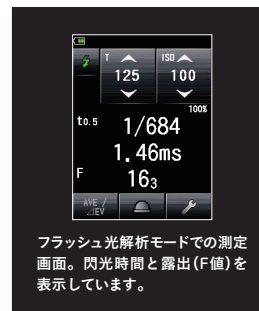 T
ISO
125
100
100%
t0.5
1/684
1.46ms
F
16₃
AVE/
⊿EV
フラッシュ光解析モードでの測定
画面。閃光時間と露出(F値)を
表示しています。